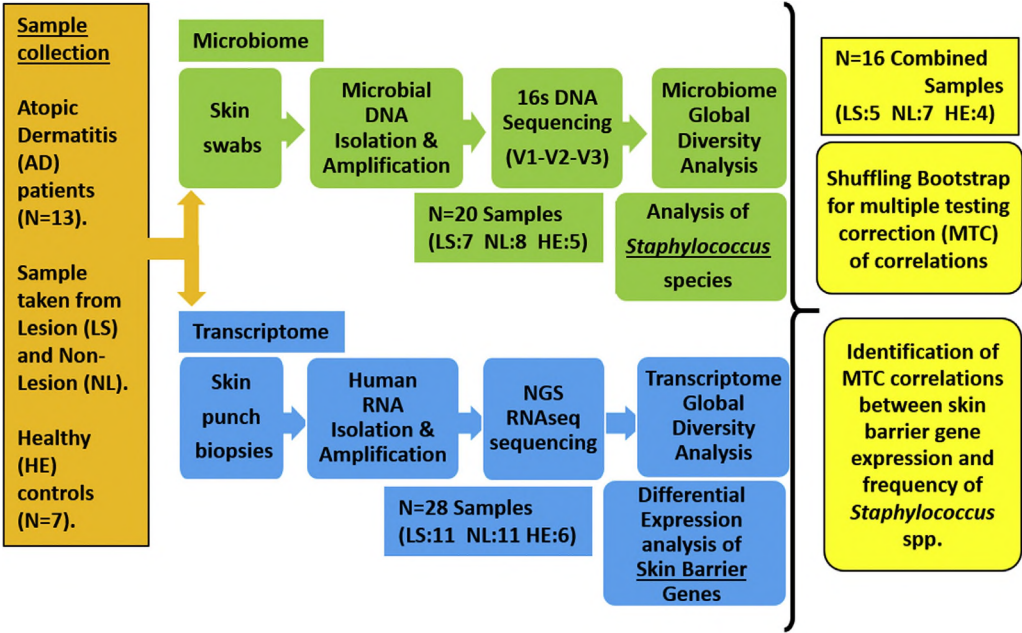 Sample
collection
Atopic
Dermatitis
(AD)
patients
(N=13).
Sample
taken from
Lesion (LS)
and Non-
Lesion (NL).
Healthy
(HE)
controls
(N=7).
Microbiome
Skin
swabs
Microbial
DNA
Isolation &
Amplification
16s DNA
Sequencing
(V1-V2-V3)
Microbiome
Global
Diversity
Analysis
N=20 Samples
(LS:7 NL:8 HE:5)
Analysis of
Staphylococcus
species
Transcriptome
Skin
punch
biopsies
Human
RNA
Isolation &
Amplification
NGS
RNAseq
sequencing
Transcriptome
Global
Diversity
Analysis
N=28 Samples
(LS:11 NL:11 HE:6)
Differential
Expression
analysis of
Skin Barrier
Genes
N=16 Combined
Samples
(LS:5 NL:7 HE:4)
Shuffling Bootstrap
for multiple testing
correction (MTC)
of correlations
Identification of
MTC correlations
between skin
barrier gene
expression and
frequency of
Staphylococcus
spp.